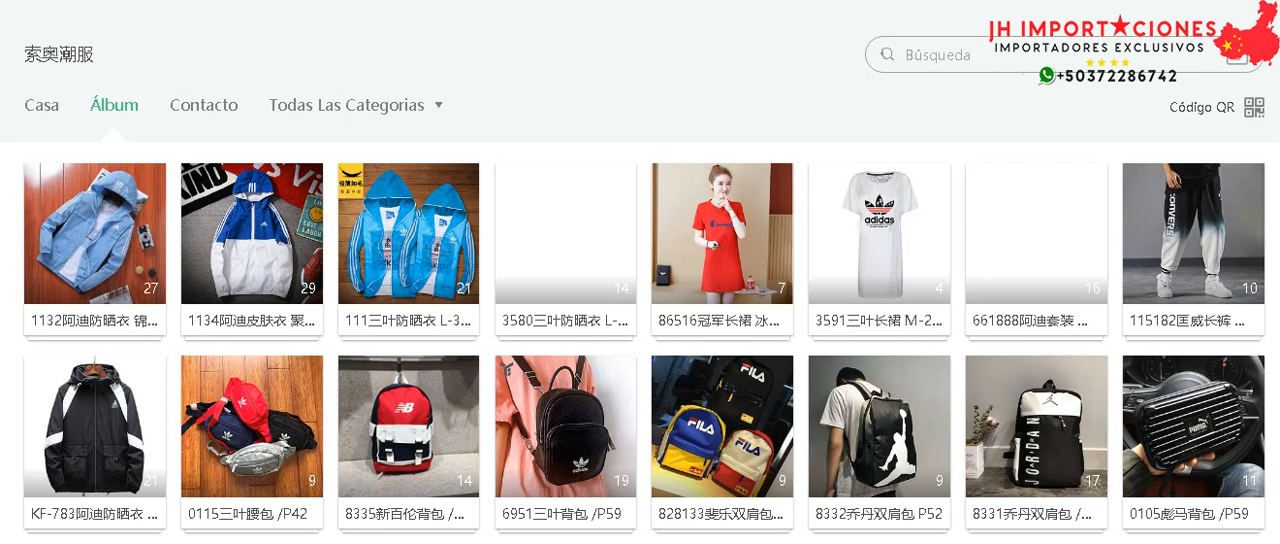 JH IMPORT★CIONES
IMPORTADORES EXCLUSIVOS
索奥潮服
Búsqueda
+50372286742
Casa
Álbum
Contacto
Todas Las Categorias
Código QR
27
29
21
14
7
4
16
10
1132阿迪防晒衣 锦...
1134阿迪皮肤衣 聚...
111三叶防晒衣 L-3...
3580三叶防晒衣 L-...
86516冠军长裙 冰...
3591三叶长裙 M-2...
661888阿迪套装 ...
115182匡威长裤 ...
adidas
FILA
FILA
FILA
JORDAN
PUMA
21
9
14
19
9
9
17
11
KF-783阿迪防晒衣 ...
0115三叶腰包 /P42
8335新百伦背包 /...
6951三叶背包 /P59
828133斐乐双肩包...
8332乔丹双肩包 P52
8331乔丹双肩包 /...
0105彪马背包 /P59